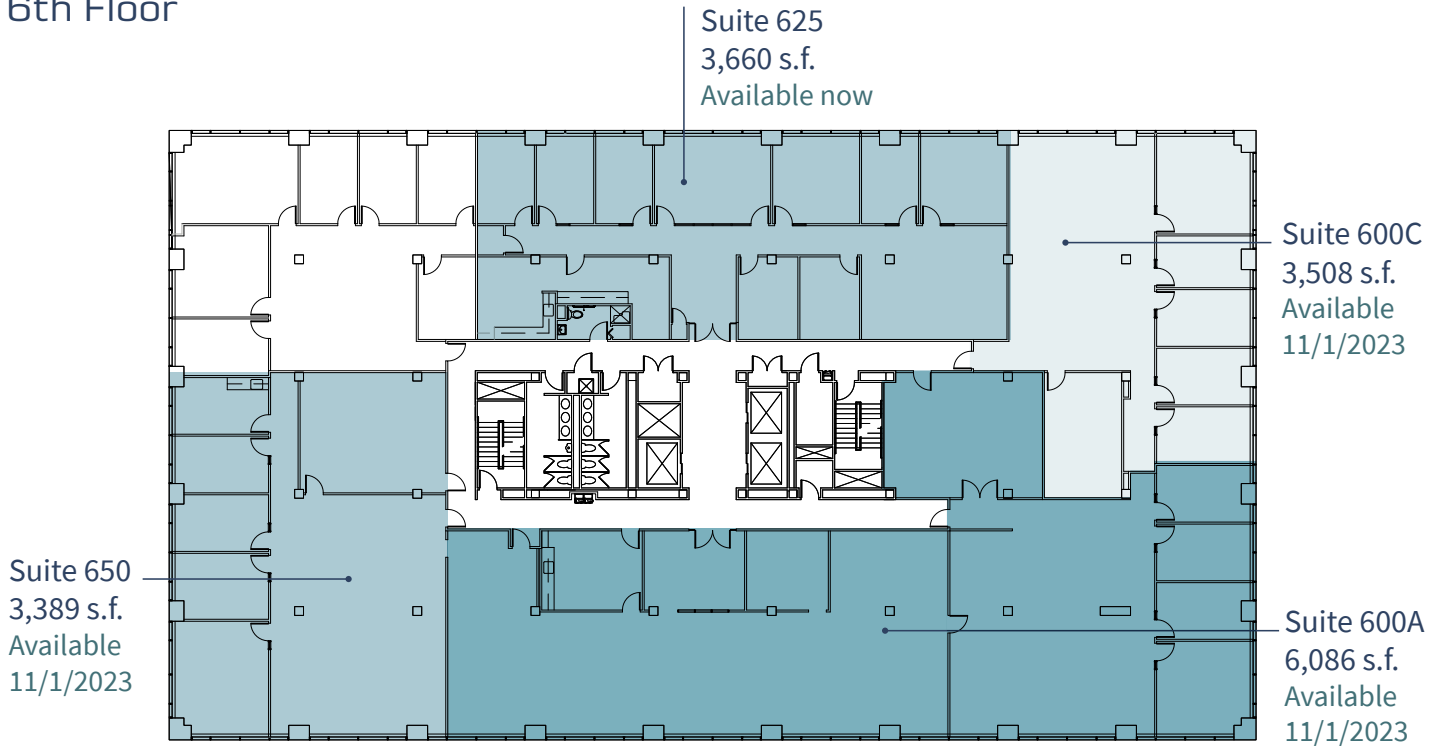 6th Floor
Suite 625
3,660 s.f.
Available now
Suite 600C
3,508 s.f.
Available
11/1/2023
Suite 650
3,389 s.f.
Available
11/1/2023
Suite 600A
6,086 s.f.
Available
11/1/2023